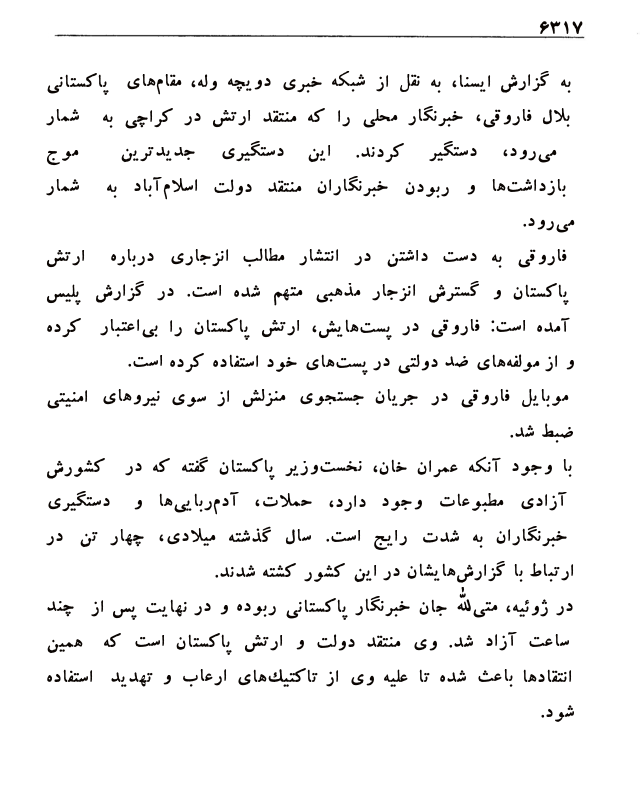 ۶۳۱۷
به گزارش ایسنا، به نقل از شبکه خبری دویچه وله، مقام‌های پاکستانی
بلال فاروقی، خبرنگار محلی را که منتقد ارتش در کراچی به شمار
می‌رود، دستگیر کردند. این دستگیری جدیدترین موج
بازداشت‌ها و ربودن خبرنگاران منتقد دولت اسلام‌آباد به شمار
می‌رود.
فاروقی به دست داشتن در انتشار مطالب انزجاری درباره ارتش
پاکستان و گسترش انزجار مذهبی متهم شده است. در گزارش پلیس
آمده است: فاروقی در پست‌هایش، ارتش پاکستان را بی‌اعتبار کرده
و از مولفه‌های ضد دولتی در پست‌های خود استفاده کرده است.
موبایل فاروقی در جریان جستجوی منزلش از سوی نیروهای امنیتی
ضبط شد.
با وجود آنکه عمران خان، نخست‌وزیر پاکستان گفته که در کشورش
آزادی مطبوعات وجود دارد، حملات، آدم‌ربایی‌ها و دستگیری
خبرنگاران به شدت رایج است. سال گذشته میلادی، چهار تن در
ارتباط با گزارش‌هایشان در این کشور کشته شدند.
در ژوئیه، متی‌الله جان خبرنگار پاکستانی ربوده و در نهایت پس از چند
ساعت آزاد شد. وی منتقد دولت و ارتش پاکستان است که همین
انتقادها باعث شده تا علیه وی از تاکتیك‌های ارعاب و تهدید استفاده
شود.